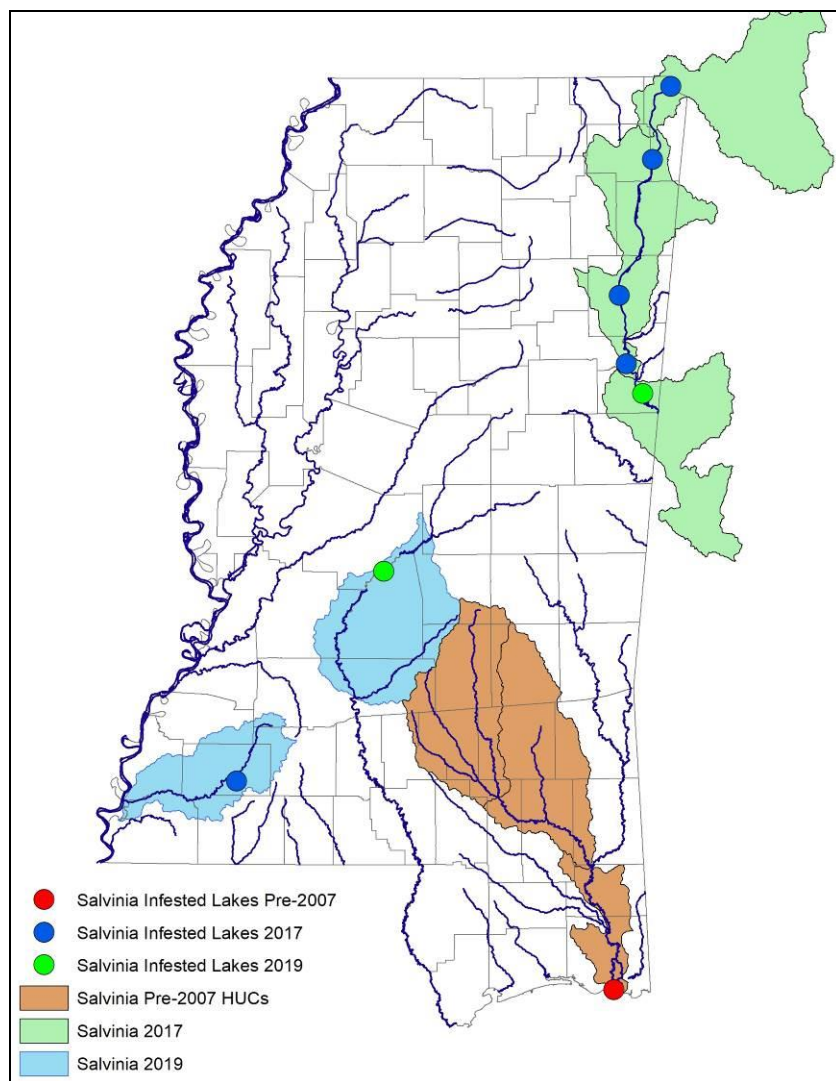 Salvinia Infested Lakes Pre-2007
Salvinia Infested Lakes 2017
Salvinia Infested Lakes 2019
Salvinia Pre-2007 HUCs
Salvinia 2017
Salvinia 2019